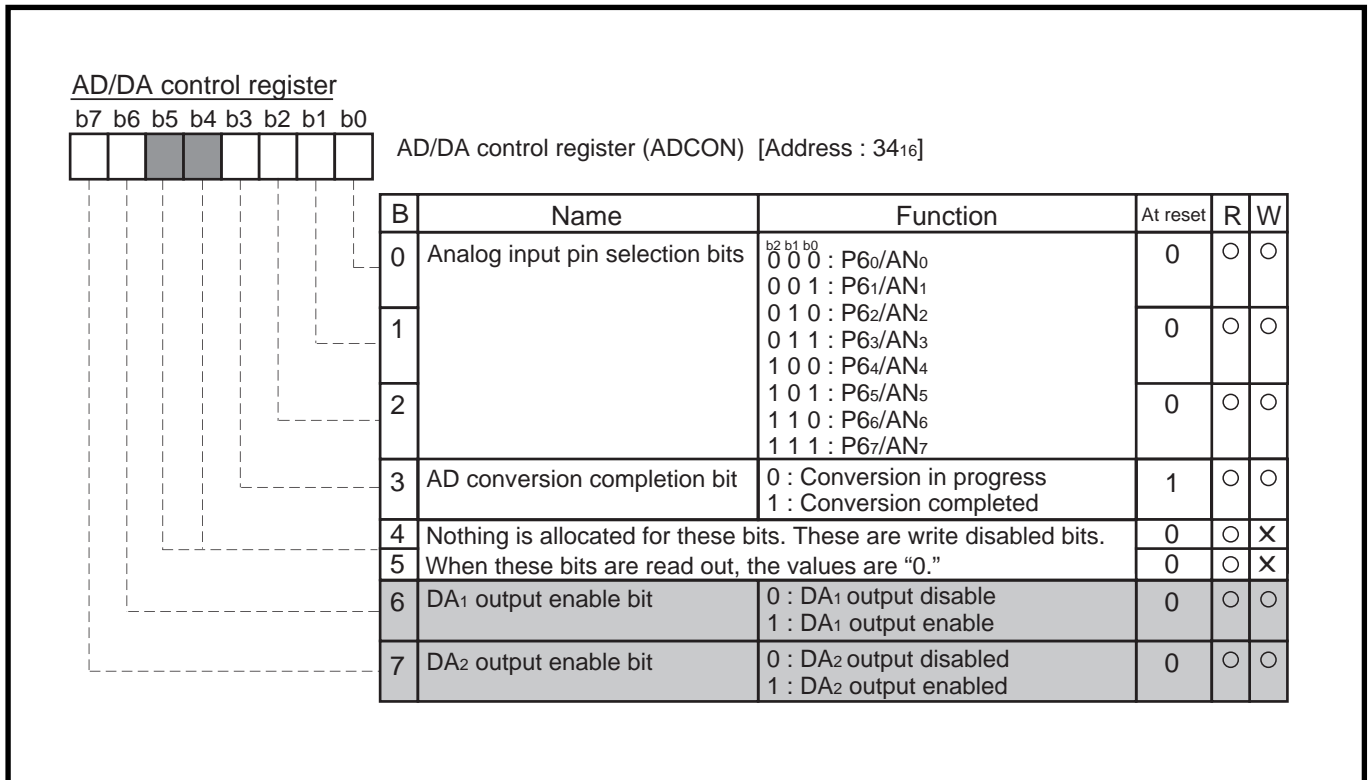 AD/DA control register
b7 b6 b5 b4 b3 b2 b1 b0
AD/DA control register (ADCON) [Address : 34₁₆]
B Name Function At reset R W
0 Analog input pin selection bits b2 b1 b0 0 ○ ○
0 0 0 : P6₀/AN₀
0 0 1 : P6₁/AN₁
0 1 0 : P6₂/AN₂
1 0 1 1 : P6₃/AN₃ 0 ○ ○
1 0 0 : P6₄/AN₄
1 0 1 : P6₅/AN₅
2 1 1 0 : P6₆/AN₆ 0 ○ ○
1 1 1 : P6₇/AN₇
3 AD conversion completion bit 0 : Conversion in progress 1 ○ ○
1 : Conversion completed
4 Nothing is allocated for these bits. These are write disabled bits. 0 ○ ×
5 When these bits are read out, the values are “0.” 0 ○ ×
6 DA₁ output enable bit 0 : DA₁ output disable 0 ○ ○
1 : DA₁ output enable
7 DA₂ output enable bit 0 : DA₂ output disabled 0 ○ ○
1 : DA₂ output enabled